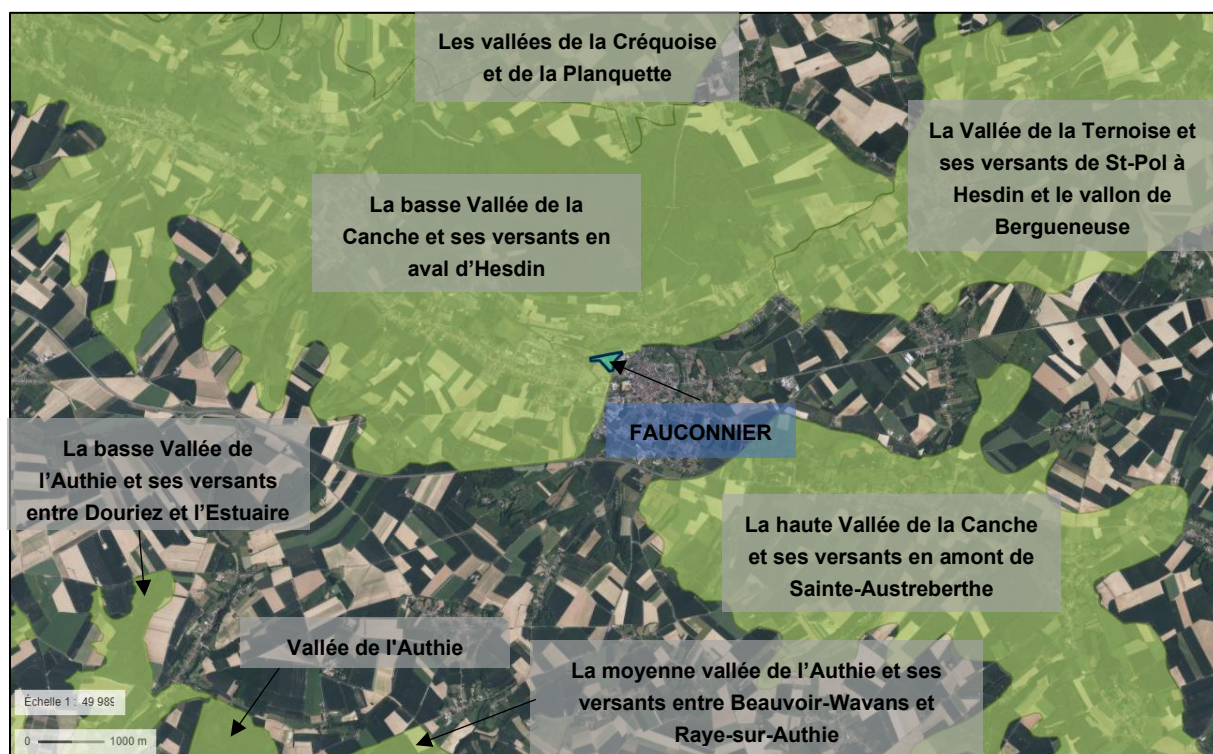 Les vallées de la Créquoise
et de la Planquette
La Vallée de la Ternoise et
ses versants de St-Pol à
Hesdin et le vallon de
Bergueneuse
La basse Vallée de la
Canche et ses versants en
aval d'Hesdin
FAUCONNIER
La basse Vallée de
l'Authie et ses versants
entre Douriez et l'Estuaire
La haute Vallée de la Canche
et ses versants en amont de
Sainte-Austreberthe
Vallée de l'Authie
La moyenne vallée de l'Authie et ses
versants entre Beauvoir-Wavans et
Raye-sur-Authie
Échelle 1 : 49 989
0 1000 m